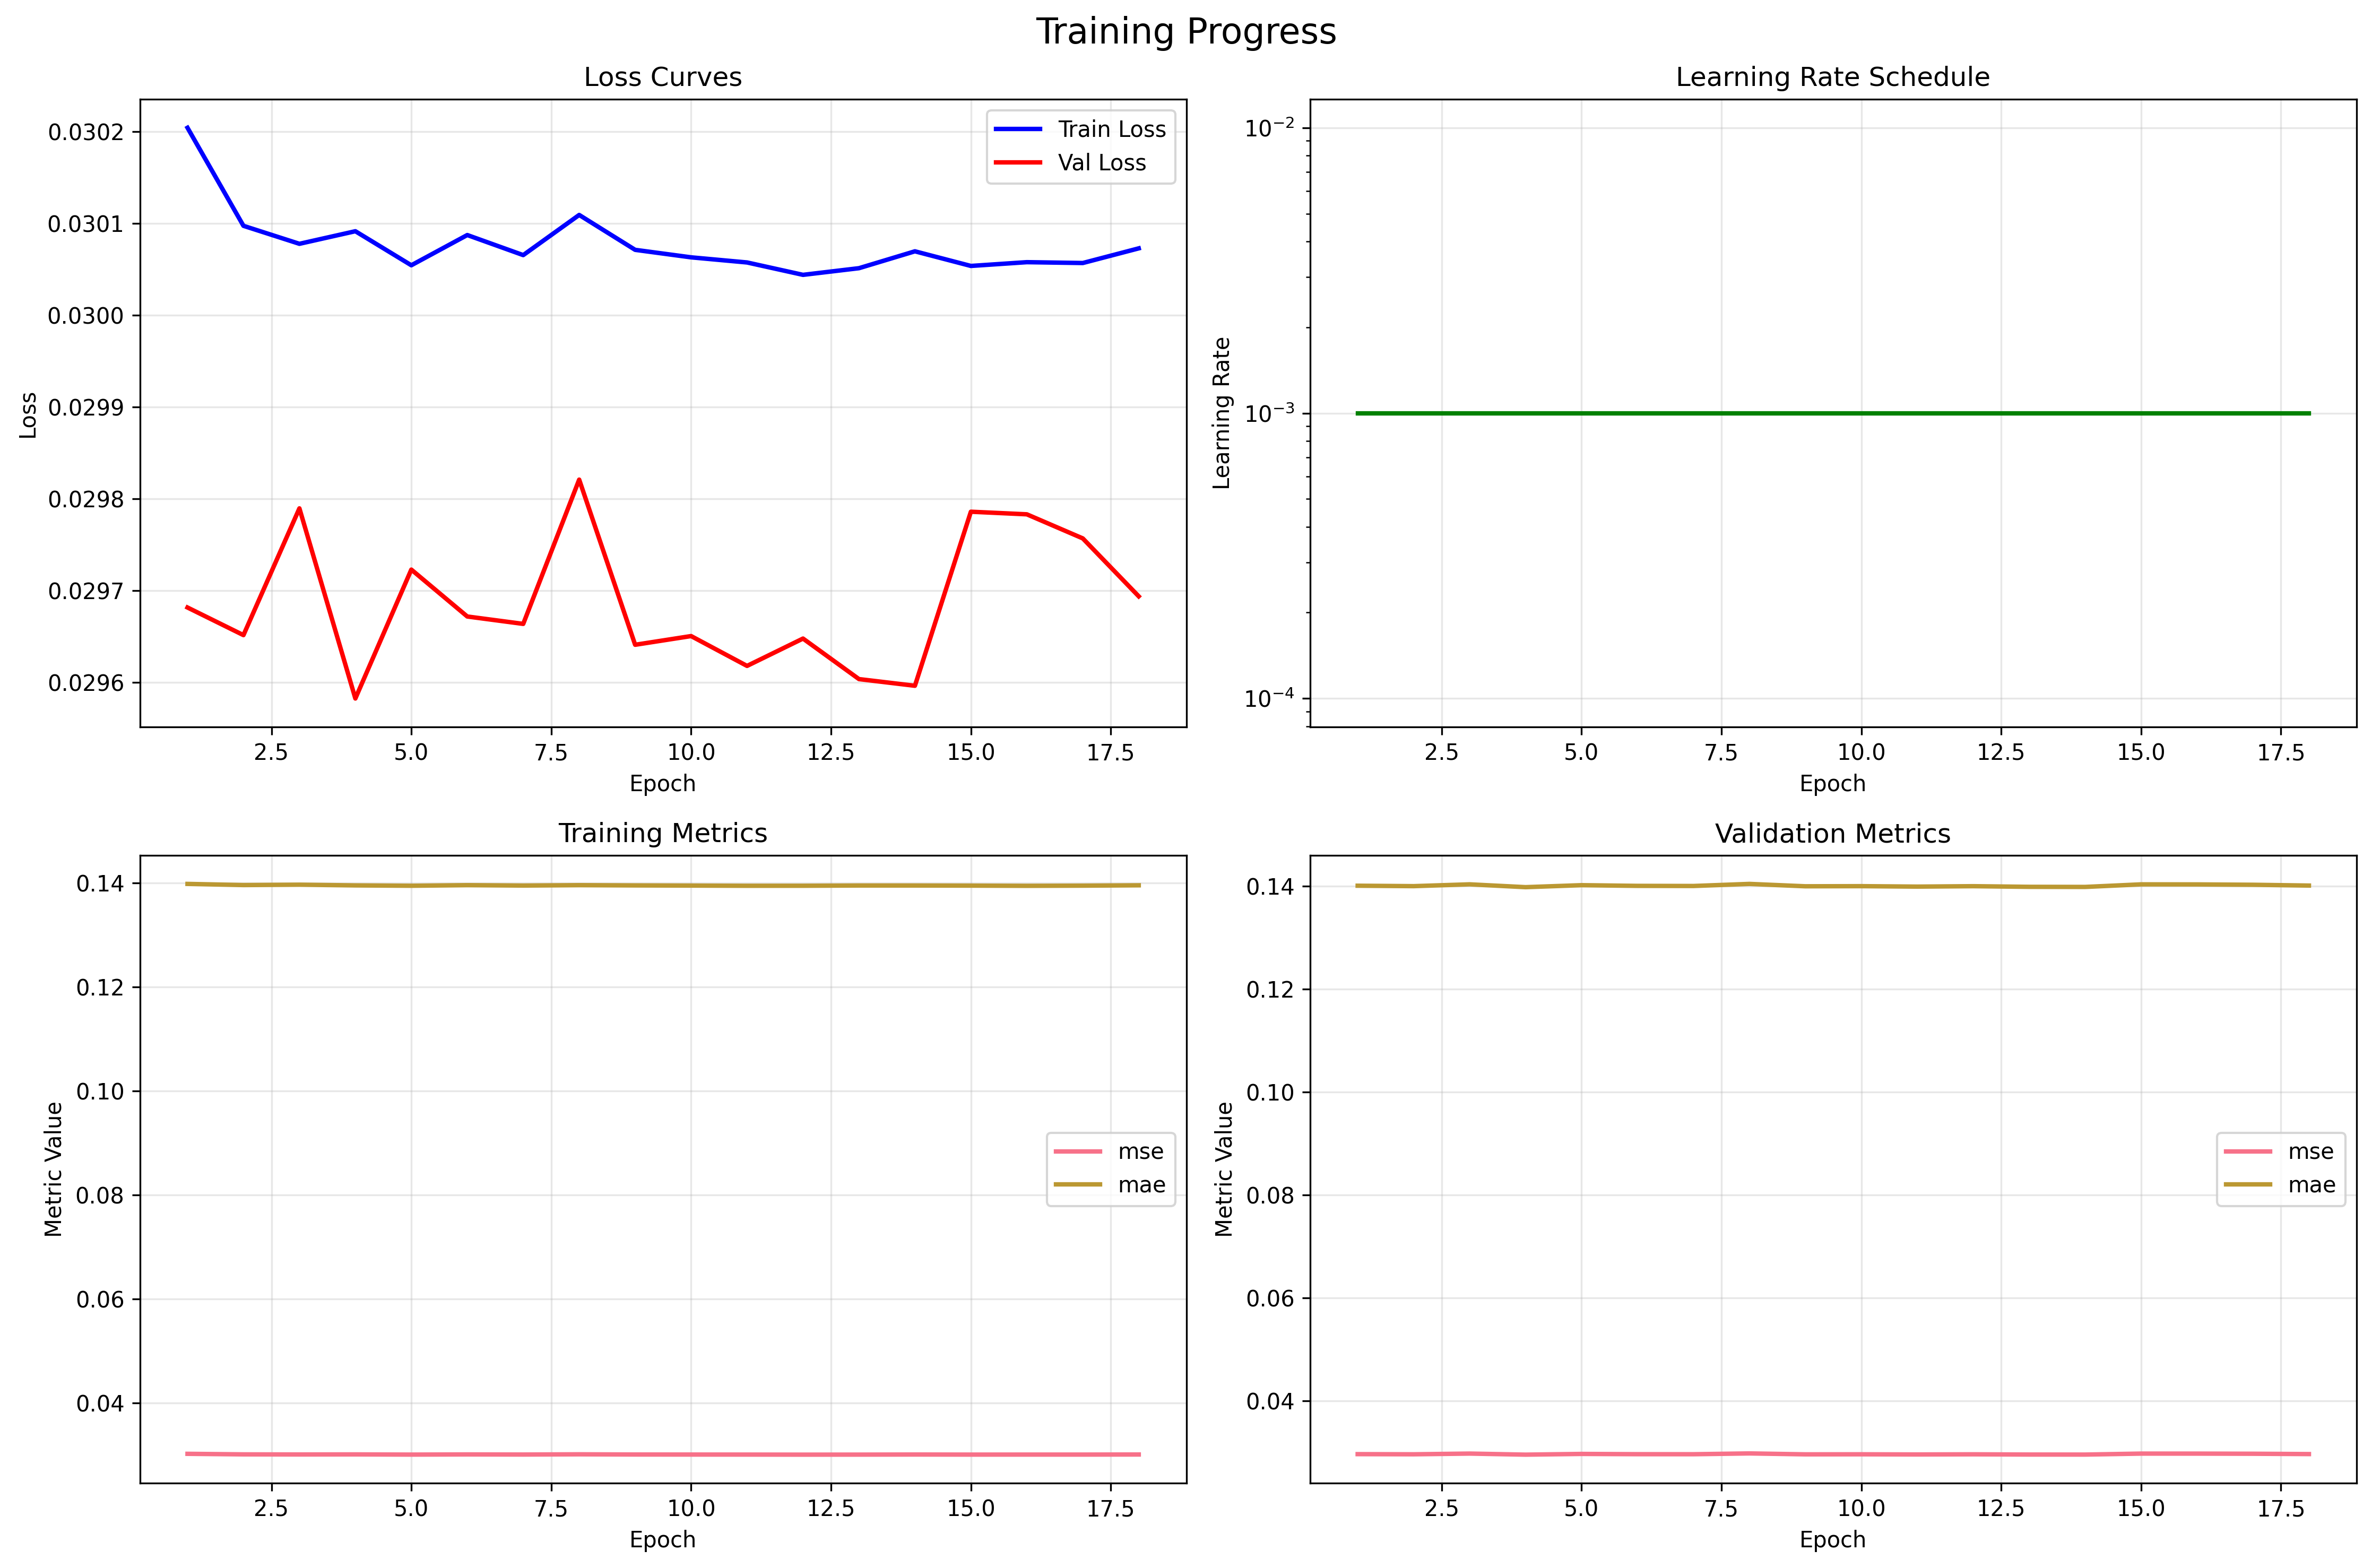 Training Progress
Loss Curves
0.0302
0.0301
0.0300
0.0299
0.0298
0.0297
0.0296
Loss
Train Loss
Val Loss
2.5 5.0 7.5 10.0 12.5 15.0 17.5
Epoch
Learning Rate Schedule
10⁻²
10⁻³
10⁻⁴
Learning Rate
2.5 5.0 7.5 10.0 12.5 15.0 17.5
Epoch
Training Metrics
0.14
0.12
0.10
0.08
0.06
0.04
Metric Value
mse
mae
2.5 5.0 7.5 10.0 12.5 15.0 17.5
Epoch
Validation Metrics
0.14
0.12
0.10
0.08
0.06
0.04
Metric Value
mse
mae
2.5 5.0 7.5 10.0 12.5 15.0 17.5
Epoch